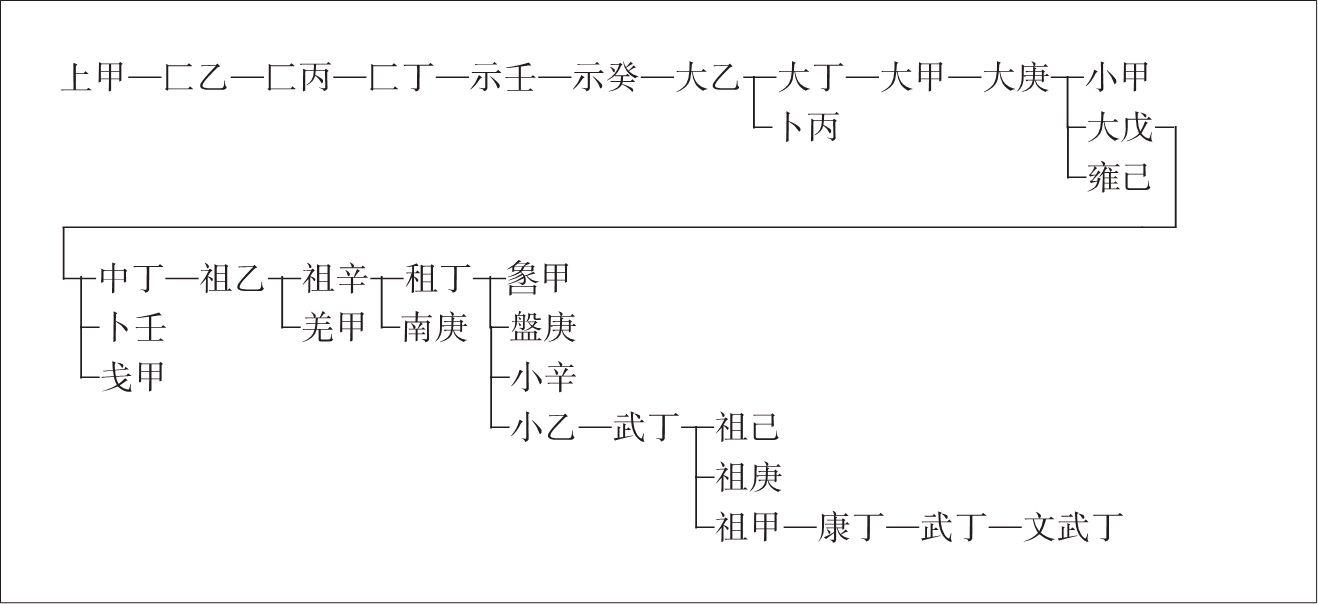 上甲 匚乙 匚丙 匚丁 示壬 示癸 大乙 大丁 大甲 大庚 小甲
卜丙 大戊
雍己
中丁 祖乙 祖辛 租丁 甲
卜壬 羌甲 南庚 盤庚
戋甲 小辛
小乙 武丁 祖己
祖庚
祖甲 康丁 武丁 文武丁